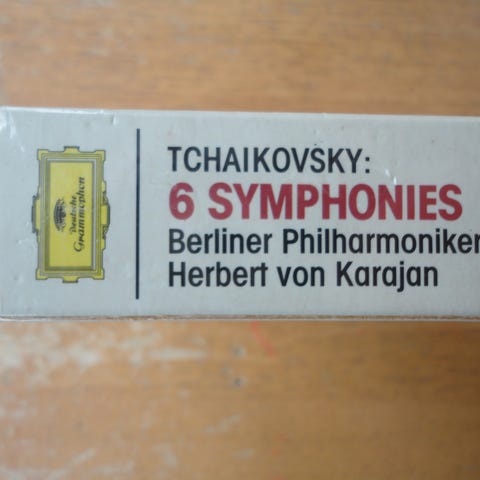 Deutsche
Grammophon
TCHAIKOVSKY:
6 SYMPHONIES
Berliner Philharmoniker
Herbert von Karajan